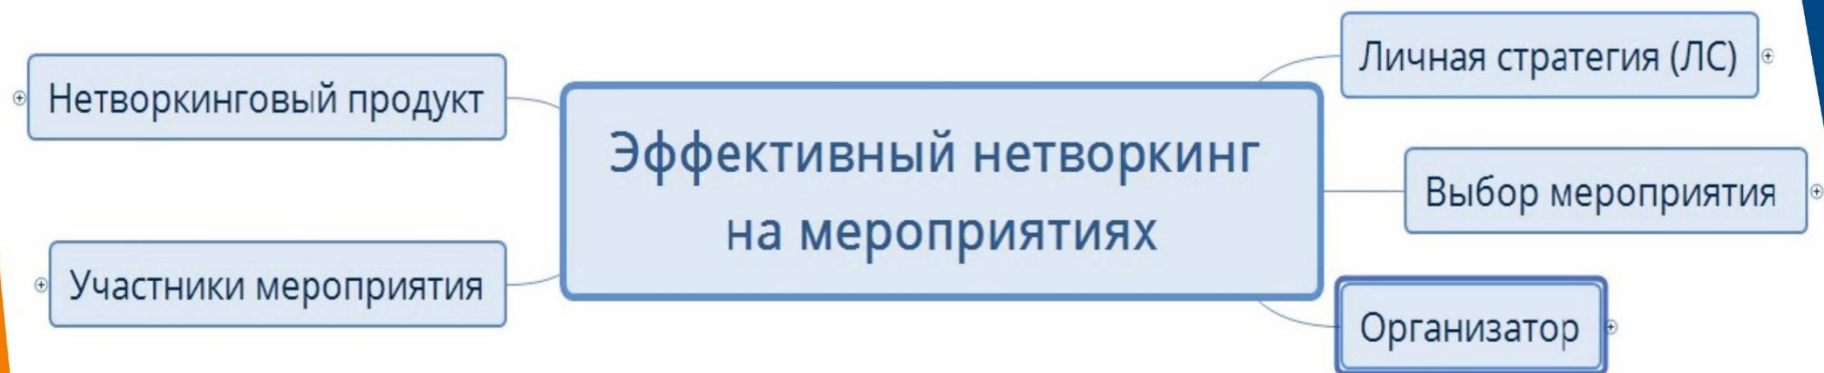 Личная стратегия (ЛС)
Нетворкинговый продукт
Эффективный нетворкинг
на мероприятиях
Выбор мероприятия
Участники мероприятия
Организатор